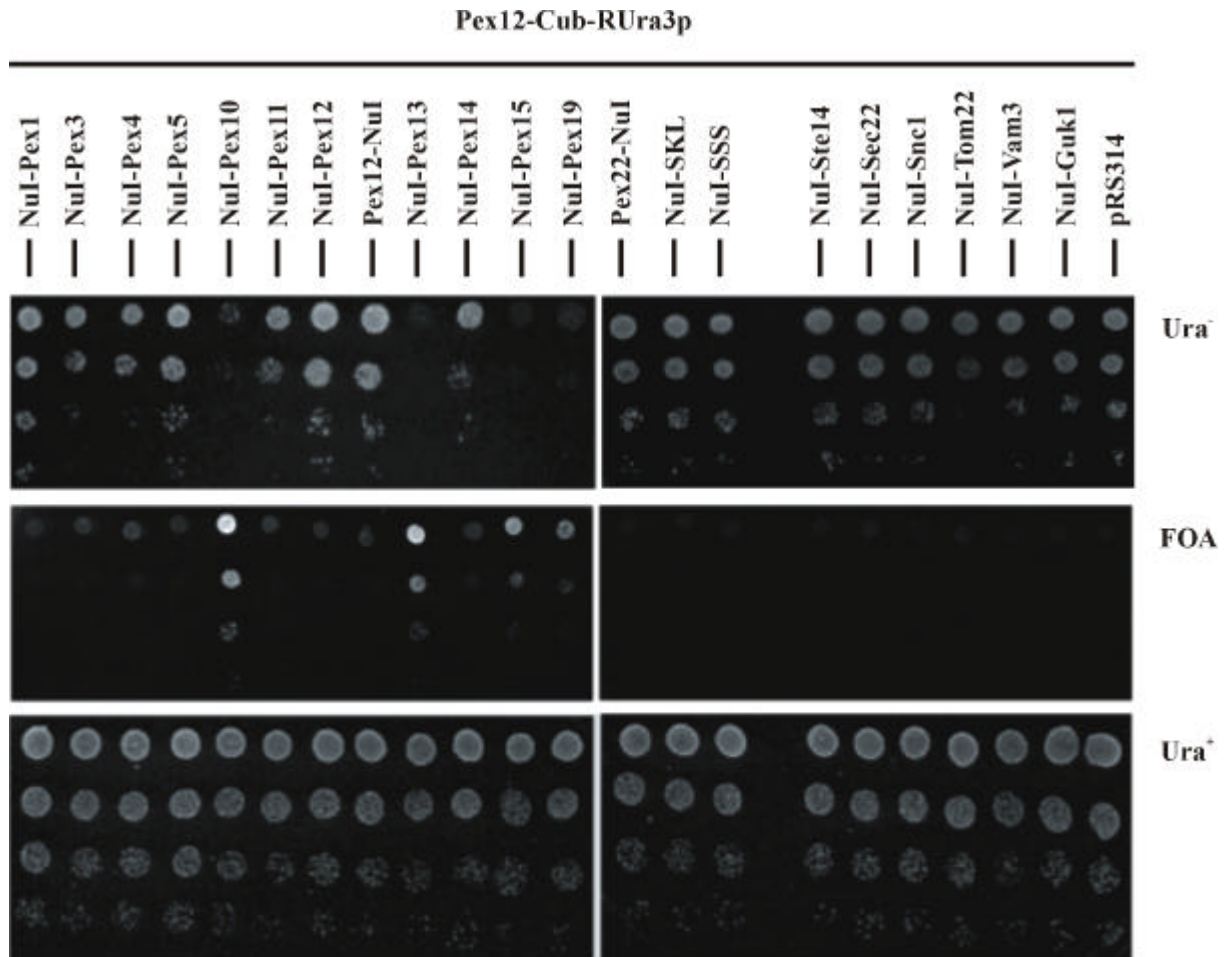 Pex12-Cub-RUra3p
NuI-Pex1
NuI-Pex3
NuI-Pex4
NuI-Pex5
NuI-Pex10
NuI-Pex11
NuI-Pex12
Pex12-NuI
NuI-Pex13
NuI-Pex14
NuI-Pex15
NuI-Pex19
Pex22-NuI
NuI-SKL
NuI-SSS
NuI-Ste14
NuI-Sec22
NuI-Snc1
NuI-Tom22
NuI-Vam3
NuI-Guk1
pRS314
Ura⁻
FOA
Ura⁺